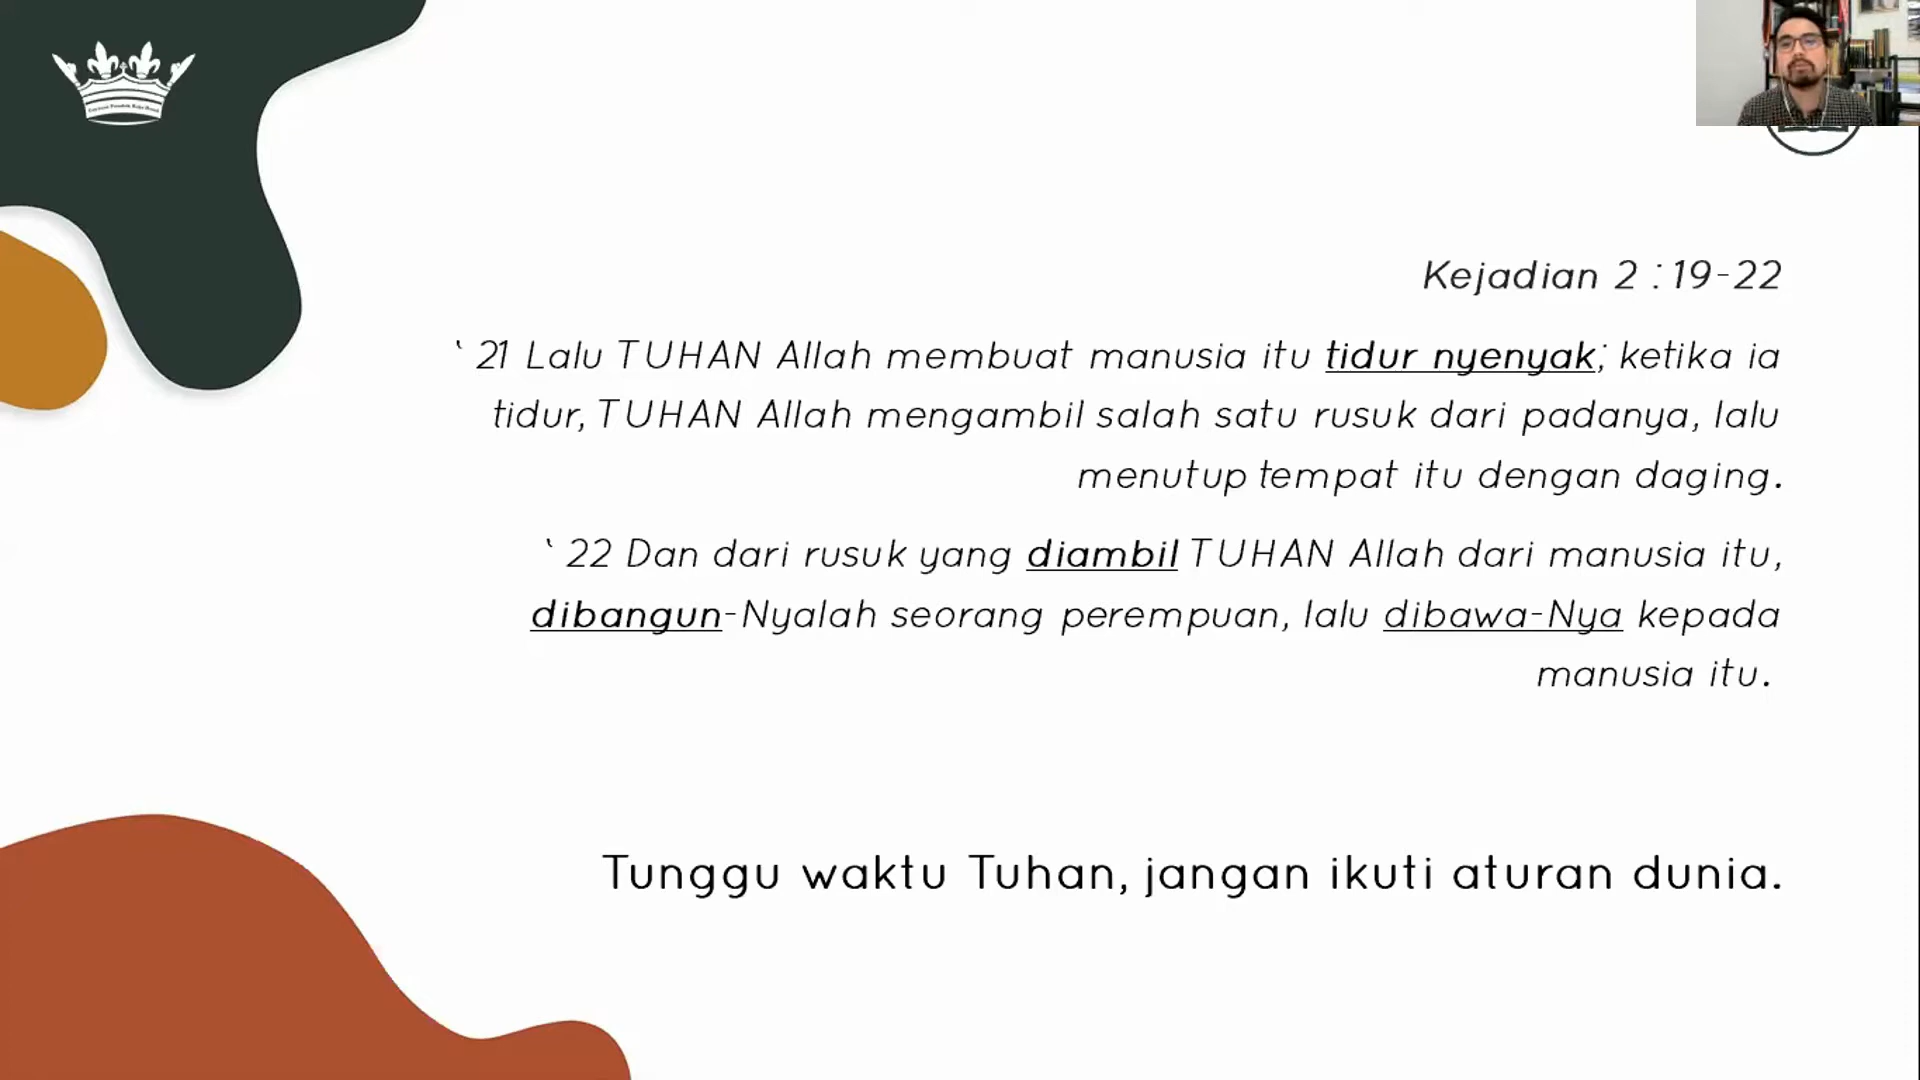 Kejadian 2 : 19-22
‛ 21 Lalu TUHAN Allah membuat manusia itu tidur nyenyak; ketika ia
tidur, TUHAN Allah mengambil salah satu rusuk dari padanya, lalu
menutup tempat itu dengan daging.
‛ 22 Dan dari rusuk yang diambil TUHAN Allah dari manusia itu,
dibangun-Nyalah seorang perempuan, lalu dibawa-Nya kepada
manusia itu.
Tunggu waktu Tuhan, jangan ikuti aturan dunia.